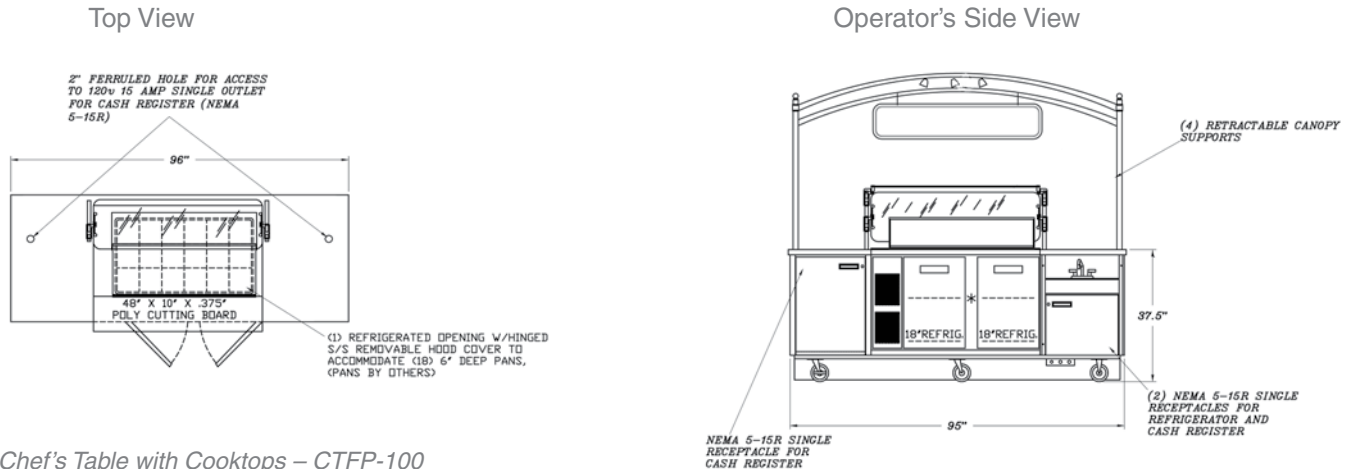 Top View
Operator's Side View
2" FERRULED HOLE FOR ACCESS
TO 120v 15 AMP SINGLE OUTLET
FOR CASH REGISTER (NEMA
5-15R)
96"
48" X 10" X .375"
POLY CUTTING BOARD
(1) REFRIGERATED OPENING W/HINGED
S/S REMOVABLE HOOD COVER TO
ACCOMMODATE (18) 6" DEEP PANS,
(PANS BY OTHERS)
(4) RETRACTABLE CANOPY
SUPPORTS
18"REFRIG.
18"REFRIG.
37.5"
95"
NEMA 5-15R SINGLE
RECEPTACLE FOR
CASH REGISTER
(2) NEMA 5-15R SINGLE
RECEPTACLES FOR
REFRIGERATOR AND
CASH REGISTER
Chef's Table with Cooktops – CTFP-100